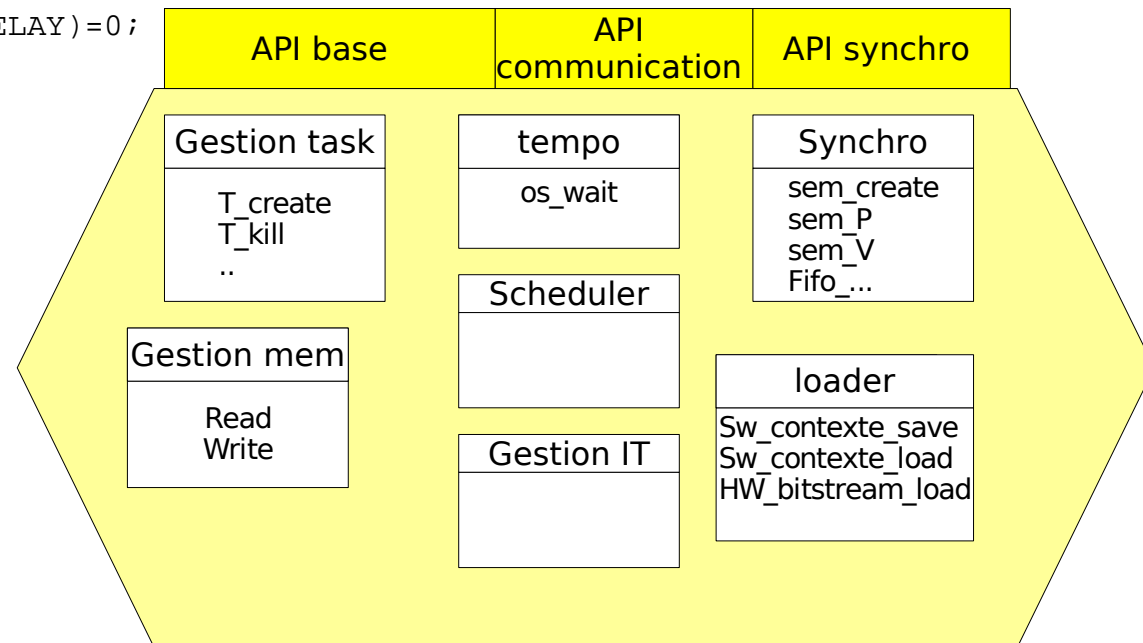 ELAY)=0;
API base
API
communication
API synchro
Gestion task
T_create
T_kill
..
tempo
os_wait
Synchro
sem_create
sem_P
sem_V
Fifo_...
Scheduler
Gestion mem
Read
Write
loader
Sw_contexte_save
Sw_contexte_load
HW_bitstream_load
Gestion IT